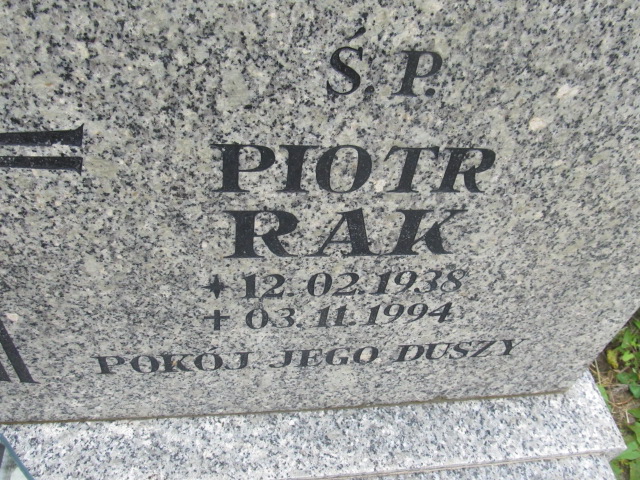 Ś. P.
PIOTR
RAK
* 12.02.1938
+ 03.11.1994
POKÓJ JEGO DUSZY